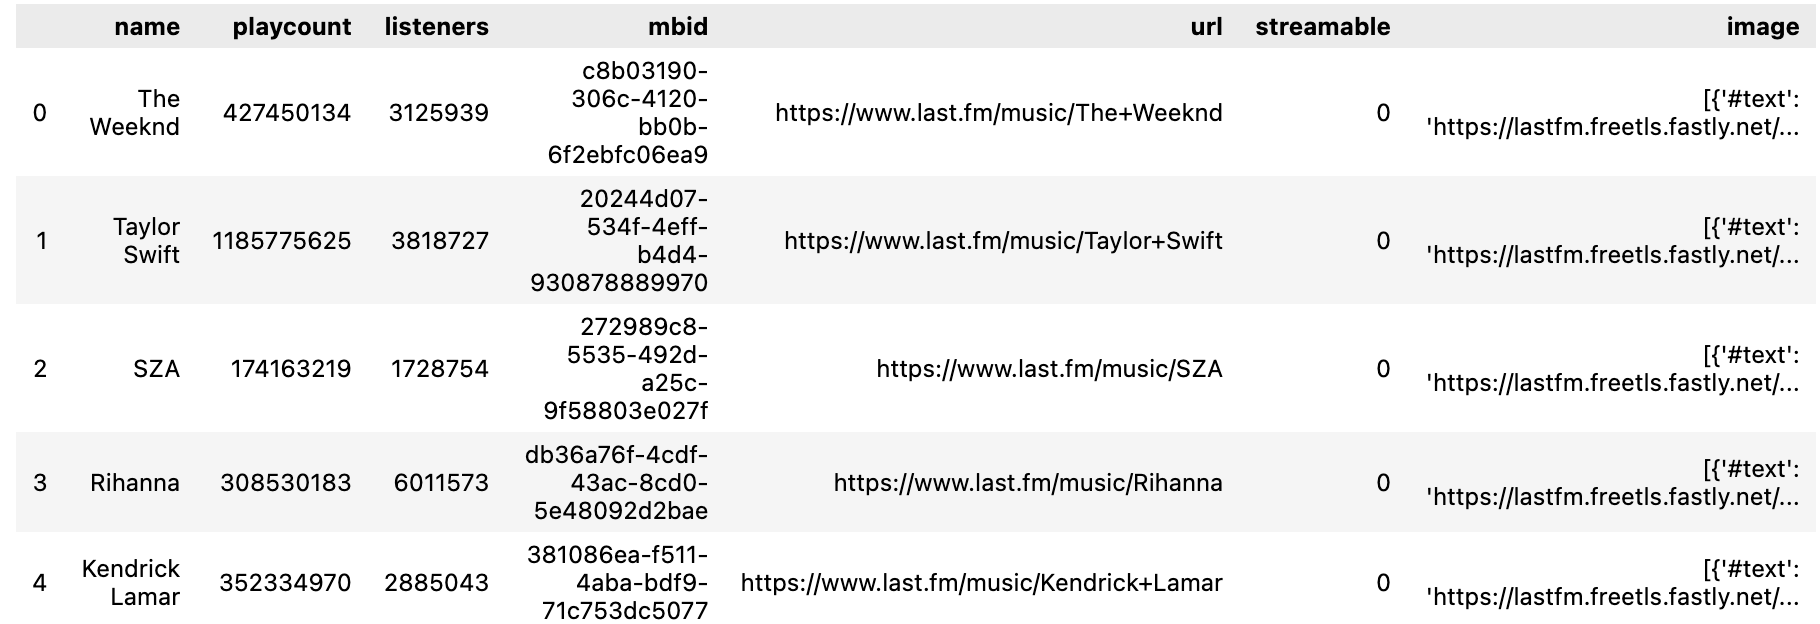 name playcount listeners mbid url streamable image
0 The Weeknd 427450134 3125939 c8b03190-306c-4120-bb0b-6f2ebfc06ea9 https://www.last.fm/music/The+Weeknd 0 [{'#text': 'https://lastfm.freetls.fastly.net/...
1 Taylor Swift 1185775625 3818727 20244d07-534f-4eff-b4d4-930878889970 https://www.last.fm/music/Taylor+Swift 0 [{'#text': 'https://lastfm.freetls.fastly.net/...
2 SZA 174163219 1728754 272989c8-5535-492d-a25c-9f58803e027f https://www.last.fm/music/SZA 0 [{'#text': 'https://lastfm.freetls.fastly.net/...
3 Rihanna 308530183 6011573 db36a76f-4cdf-43ac-8cd0-5e48092d2bae https://www.last.fm/music/Rihanna 0 [{'#text': 'https://lastfm.freetls.fastly.net/...
4 Kendrick Lamar 352334970 2885043 381086ea-f511-4aba-bdf9-71c753dc5077 https://www.last.fm/music/Kendrick+Lamar 0 [{'#text': 'https://lastfm.freetls.fastly.net/...